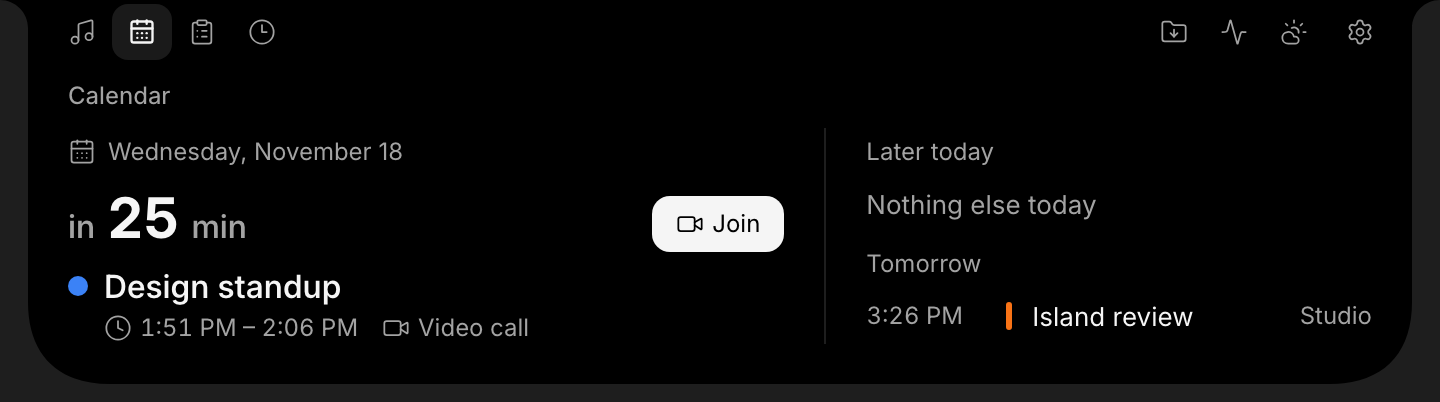 Calendar
Wednesday, November 18
in 25 min
Join
Design standup
1:51 PM – 2:06 PM Video call
Later today
Nothing else today
Tomorrow
3:26 PM Island review Studio